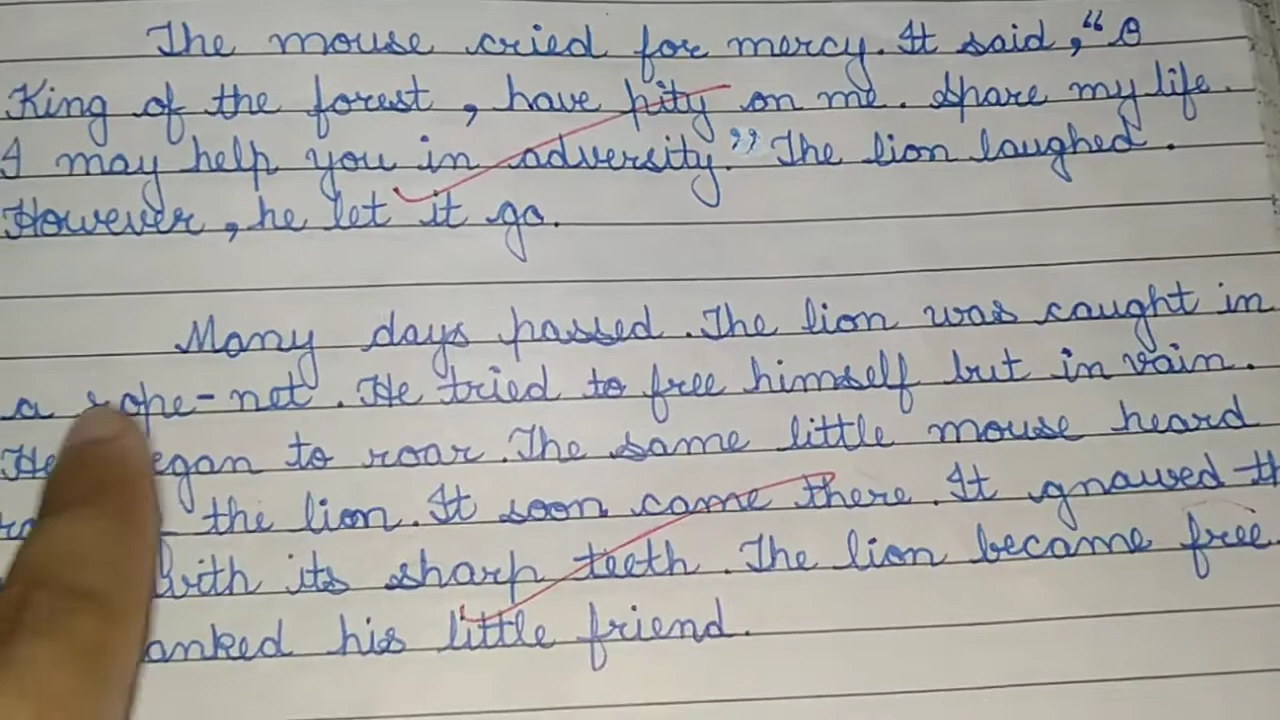 The mouse cried for mercy. It said, “O
King of the forest, have pity on me. Spare my life.
I may help you in adversity.” The lion laughed.
However, he let it go.
Many days passed. The lion was caught in
a rope-net. He tried to free himself but in vain.
He egan to roar. The same little mouse heard
the lion. It soon came there. It gnawed th
with its sharp teeth. The lion became free.
anked his little friend.